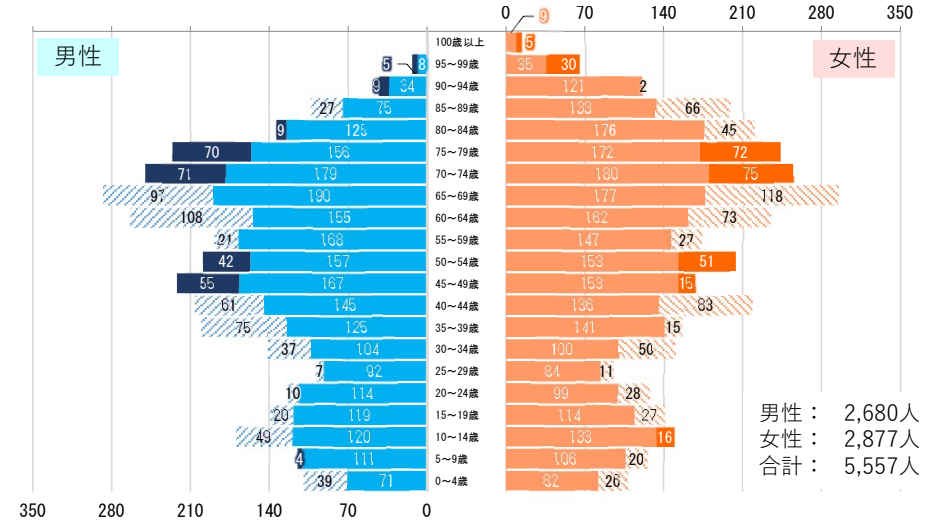 0 70 140 210 280 350
男性
女性
100歳以上 9 5
5 8 95～99歳 35 30
9 34 90～94歳 121 2
27 75 85～89歳 133 66
9 125 80～84歳 176 45
70 156 75～79歳 172 72
71 179 70～74歳 180 75
97 190 65～69歳 177 118
108 155 60～64歳 162 73
21 168 55～59歳 147 27
42 157 50～54歳 153 51
55 167 45～49歳 153 15
61 145 40～44歳 136 83
75 125 35～39歳 141 15
37 104 30～34歳 100 50
7 92 25～29歳 84 11
10 114 20～24歳 99 28
20 119 15～19歳 114 27
49 120 10～14歳 133 16
4 111 5～9歳 106 20
39 71 0～4歳 82 26
男性： 2,680人
女性： 2,877人
合計： 5,557人
350 280 210 140 70 0